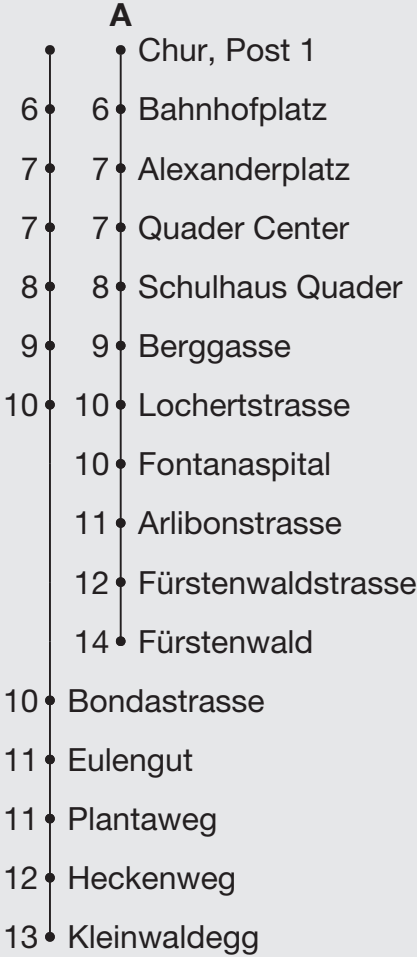 A
Chur, Post 1
6 6 Bahnhofplatz
7 7 Alexanderplatz
7 7 Quader Center
8 8 Schulhaus Quader
9 9 Berggasse
10 10 Lochertstrasse
10 Fontanaspital
11 Arlibonstrasse
12 Fürstenwaldstrasse
14 Fürstenwald
10 Bondastrasse
11 Eulengut
11 Plantaweg
12 Heckenweg
13 Kleinwaldegg